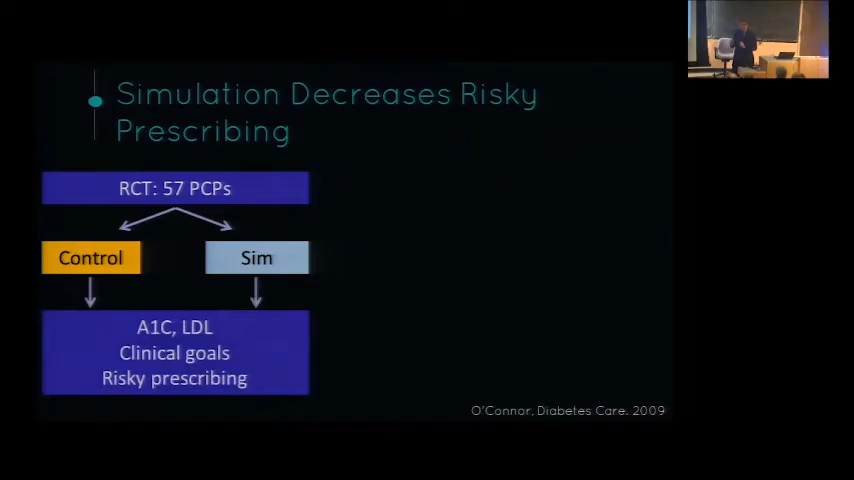 Simulation Decreases Risky
Prescribing
RCT: 57 PCPs
Control
Sim
A1C, LDL
Clinical goals
Risky prescribing
O'Connor, Diabetes Care. 2009